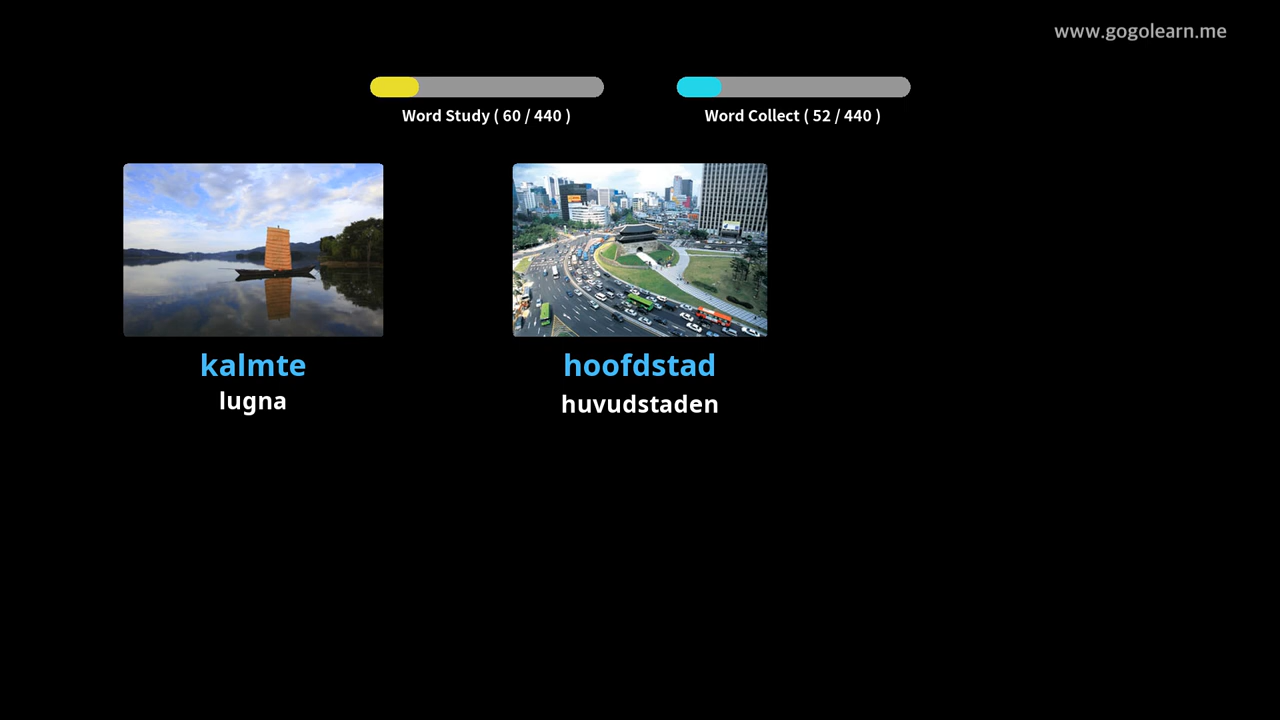 www.gogolearn.me
Word Study ( 60 / 440 )
Word Collect ( 52 / 440 )
kalmte
lugna
hoofdstad
huvudstaden